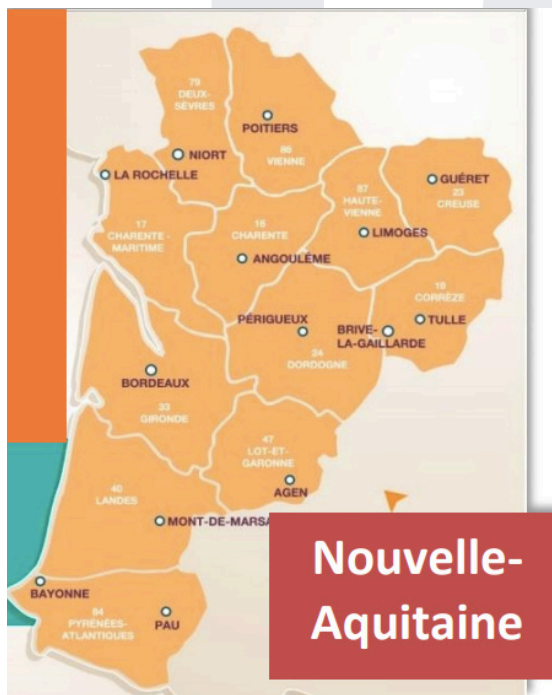 79
DEUX-
SÈVRES
POITIERS
86
VIENNE
NIORT
LA ROCHELLE
GUÉRET
23
CREUSE
87
HAUTE-
VIENNE
17
CHARENTE-
MARITIME
16
CHARENTE
LIMOGES
ANGOULÉME
19
CORRÈZE
PÉRIGUEUX
BRIVE-
LA-GAILLARDE
TULLE
24
DORDOGNE
BORDEAUX
33
GIRONDE
47
LOT-ET-
GARONNE
AGEN
40
LANDES
MONT-DE-MARSA
Nouvelle-
Aquitaine
BAYONNE
64
PYRÉNÉES-
ATLANTIQUES
PAU